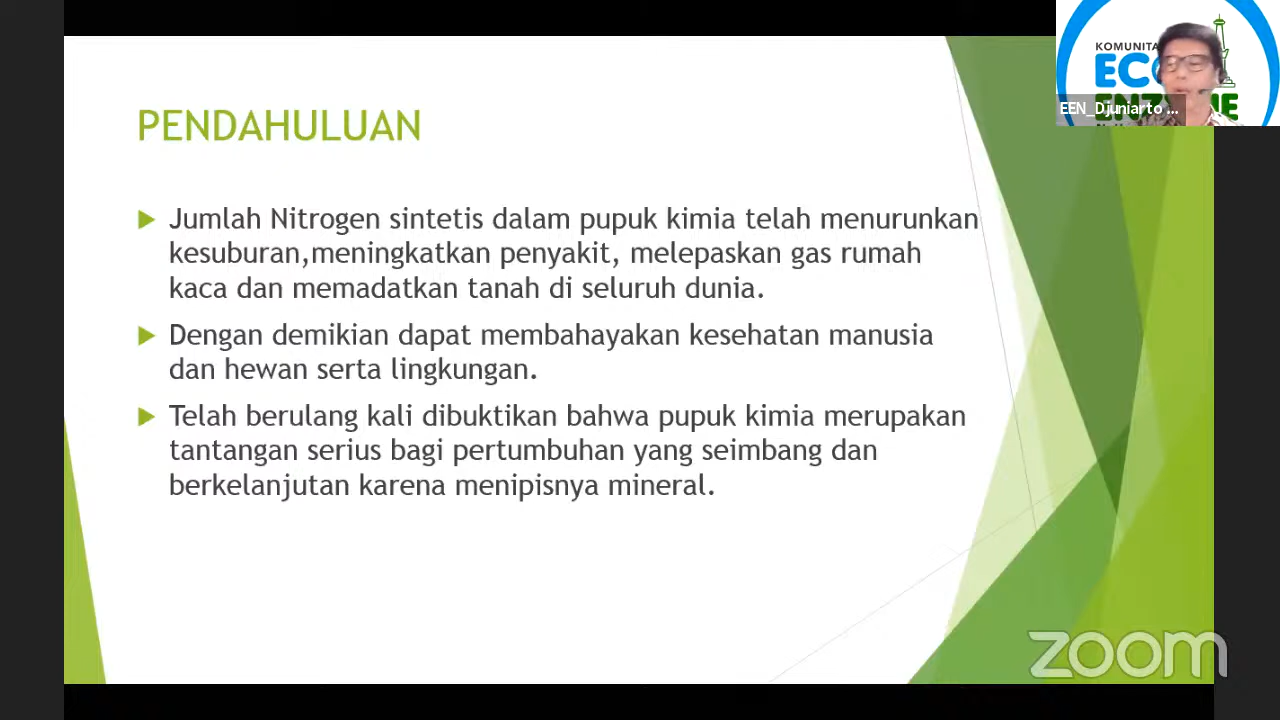 KOMUNITA
ECO
ENZYME
EEN_Djuniarto ...
PENDAHULUAN
Jumlah Nitrogen sintetis dalam pupuk kimia telah menurunkan
kesuburan,meningkatkan penyakit, melepaskan gas rumah
kaca dan memadatkan tanah di seluruh dunia.
Dengan demikian dapat membahayakan kesehatan manusia
dan hewan serta lingkungan.
Telah berulang kali dibuktikan bahwa pupuk kimia merupakan
tantangan serius bagi pertumbuhan yang seimbang dan
berkelanjutan karena menipisnya mineral.
zoom